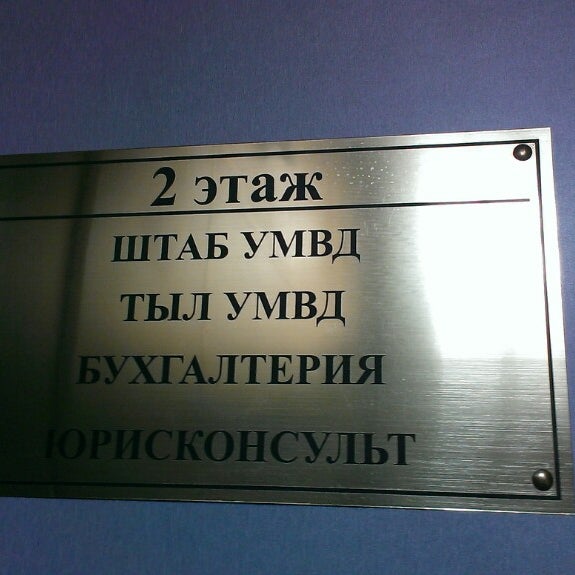 2 этаж
ШТАБ УМВД
ТЫЛ УМВД
БУХГАЛТЕРИЯ
ЮРИСКОНСУЛЬТ